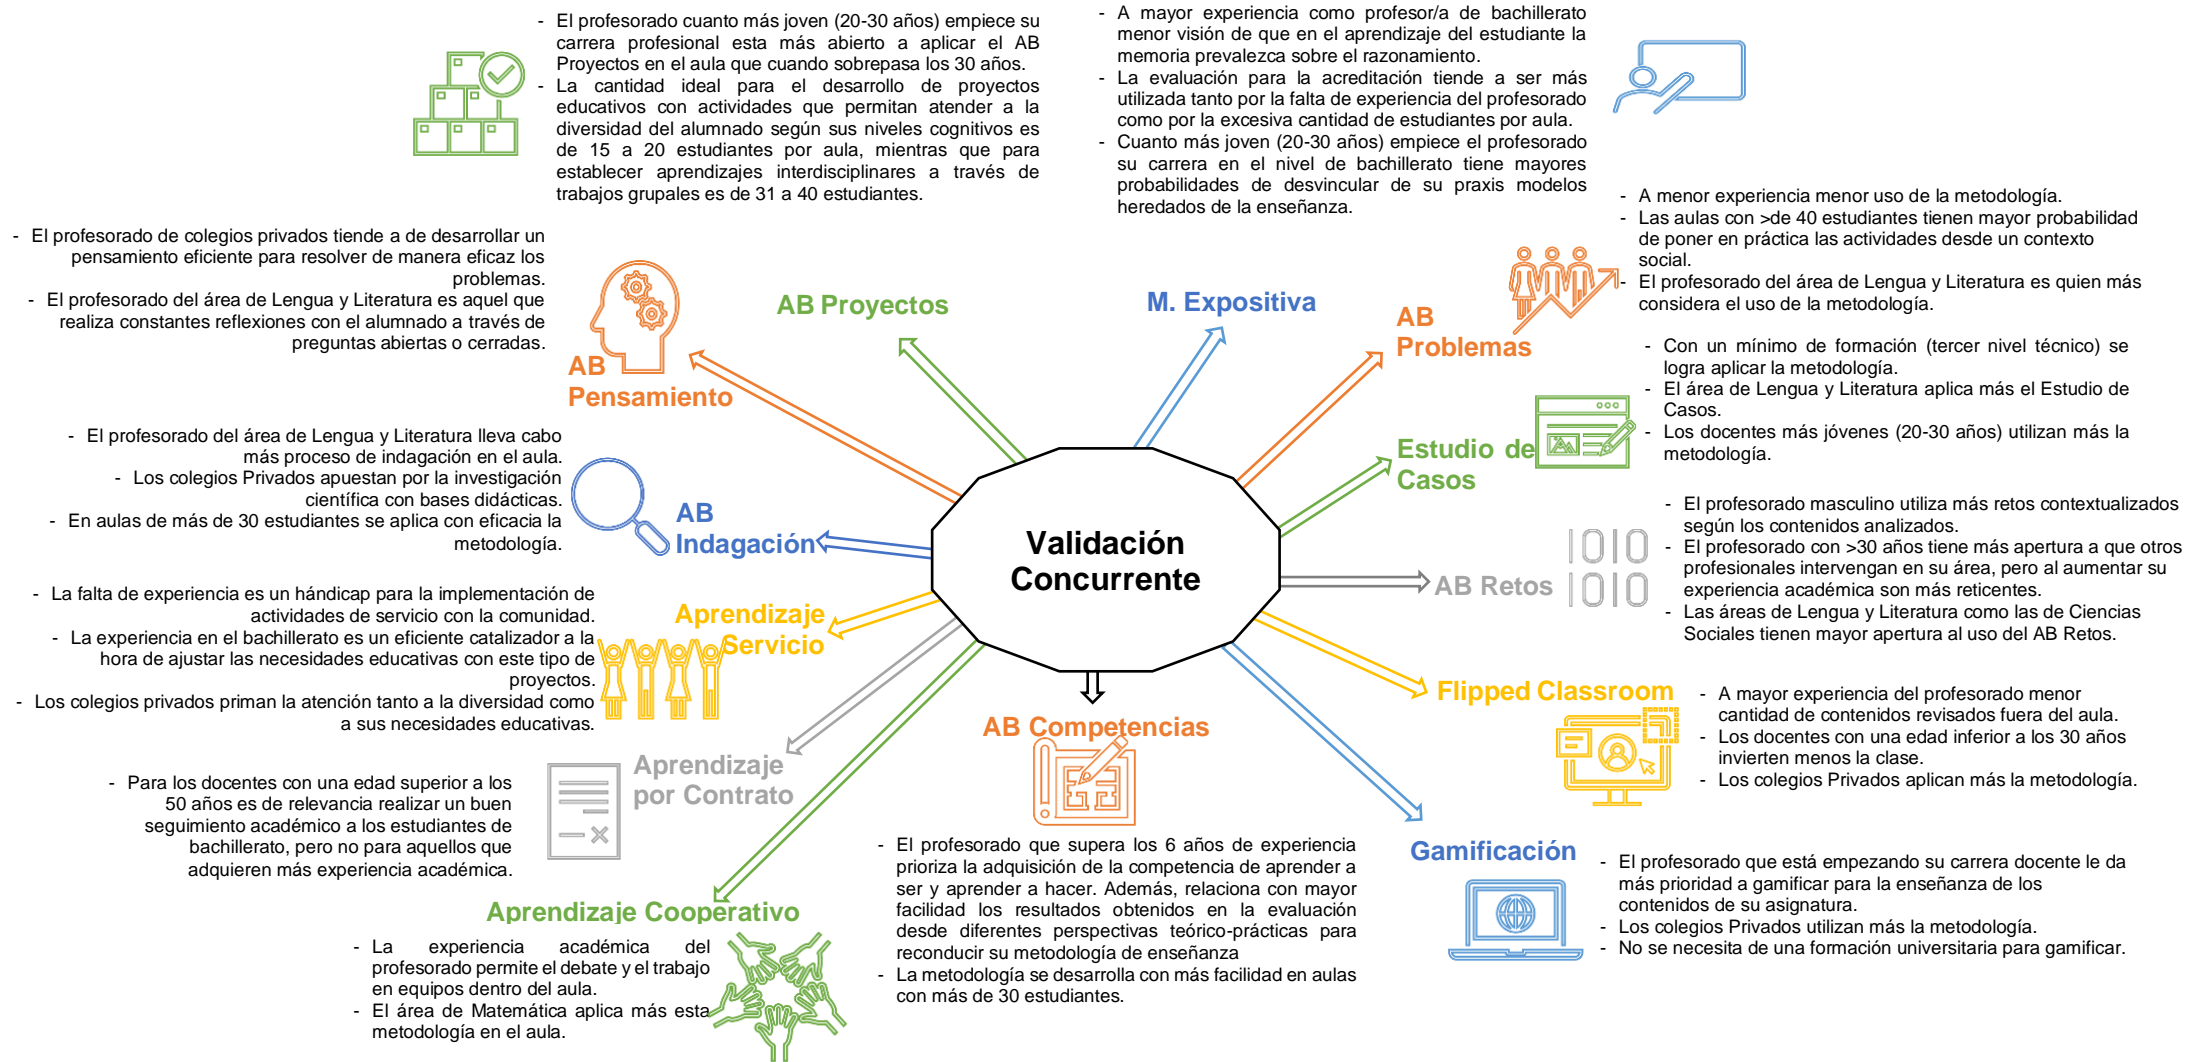 - El profesorado cuanto más joven (20-30 años) empiece su
carrera profesional esta más abierto a aplicar el AB
Proyectos en el aula que cuando sobrepasa los 30 años.
- La cantidad ideal para el desarrollo de proyectos
educativos con actividades que permitan atender a la
diversidad del alumnado según sus niveles cognitivos es
de 15 a 20 estudiantes por aula, mientras que para
establecer aprendizajes interdisciplinares a través de
trabajos grupales es de 31 a 40 estudiantes.
- A mayor experiencia como profesor/a de bachillerato
menor visión de que en el aprendizaje del estudiante la
memoria prevalezca sobre el razonamiento.
- La evaluación para la acreditación tiende a ser más
utilizada tanto por la falta de experiencia del profesorado
como por la excesiva cantidad de estudiantes por aula.
- Cuanto más joven (20-30 años) empiece el profesorado
su carrera en el nivel de bachillerato tiene mayores
probabilidades de desvincular de su praxis modelos
heredados de la enseñanza.
- A menor experiencia menor uso de la metodología.
- Las aulas con >de 40 estudiantes tienen mayor probabilidad
de poner en práctica las actividades desde un contexto
social.
- El profesorado del área de Lengua y Literatura es quien más
considera el uso de la metodología.
- El profesorado de colegios privados tiende a de desarrollar un
pensamiento eficiente para resolver de manera eficaz los
problemas.
- El profesorado del área de Lengua y Literatura es aquel que
realiza constantes reflexiones con el alumnado a través de
preguntas abiertas o cerradas.
AB
Pensamiento
AB Proyectos
M. Expositiva
AB
Problemas
- Con un mínimo de formación (tercer nivel técnico) se
logra aplicar la metodología.
- El área de Lengua y Literatura aplica más el Estudio de
Casos.
- Los docentes más jóvenes (20-30 años) utilizan más la
metodología.
Estudio de
Casos
- El profesorado del área de Lengua y Literatura lleva cabo
más proceso de indagación en el aula.
- Los colegios Privados apuestan por la investigación
científica con bases didácticas.
- En aulas de más de 30 estudiantes se aplica con eficacia la
metodología.
AB
Indagación
Validación
Concurrente
AB Retos
- El profesorado masculino utiliza más retos contextualizados
según los contenidos analizados.
- El profesorado con >30 años tiene más apertura a que otros
profesionales intervengan en su área, pero al aumentar su
experiencia académica son más reticentes.
- Las áreas de Lengua y Literatura como las de Ciencias
Sociales tienen mayor apertura al uso del AB Retos.
- La falta de experiencia es un hándicap para la implementación de
actividades de servicio con la comunidad.
- La experiencia en el bachillerato es un eficiente catalizador a la
hora de ajustar las necesidades educativas con este tipo de
proyectos.
- Los colegios privados priman la atención tanto a la diversidad como
a sus necesidades educativas.
Aprendizaje
Servicio
Flipped Classroom
- A mayor experiencia del profesorado menor
cantidad de contenidos revisados fuera del aula.
- Los docentes con una edad inferior a los 30 años
invierten menos la clase.
- Los colegios Privados aplican más la metodología.
- Para los docentes con una edad superior a los
50 años es de relevancia realizar un buen
seguimiento académico a los estudiantes de
bachillerato, pero no para aquellos que
adquieren más experiencia académica.
Aprendizaje
por Contrato
AB Competencias
- El profesorado que supera los 6 años de experiencia
prioriza la adquisición de la competencia de aprender a
ser y aprender a hacer. Además, relaciona con mayor
facilidad los resultados obtenidos en la evaluación
desde diferentes perspectivas teórico-prácticas para
reconducir su metodología de enseñanza
- La metodología se desarrolla con más facilidad en aulas
con más de 30 estudiantes.
Gamificación
- El profesorado que está empezando su carrera docente le da
más prioridad a gamificar para la enseñanza de los
contenidos de su asignatura.
- Los colegios Privados utilizan más la metodología.
- No se necesita de una formación universitaria para gamificar.
Aprendizaje Cooperativo
- La experiencia académica del
profesorado permite el debate y el trabajo
en equipos dentro del aula.
- El área de Matemática aplica más esta
metodología en el aula.